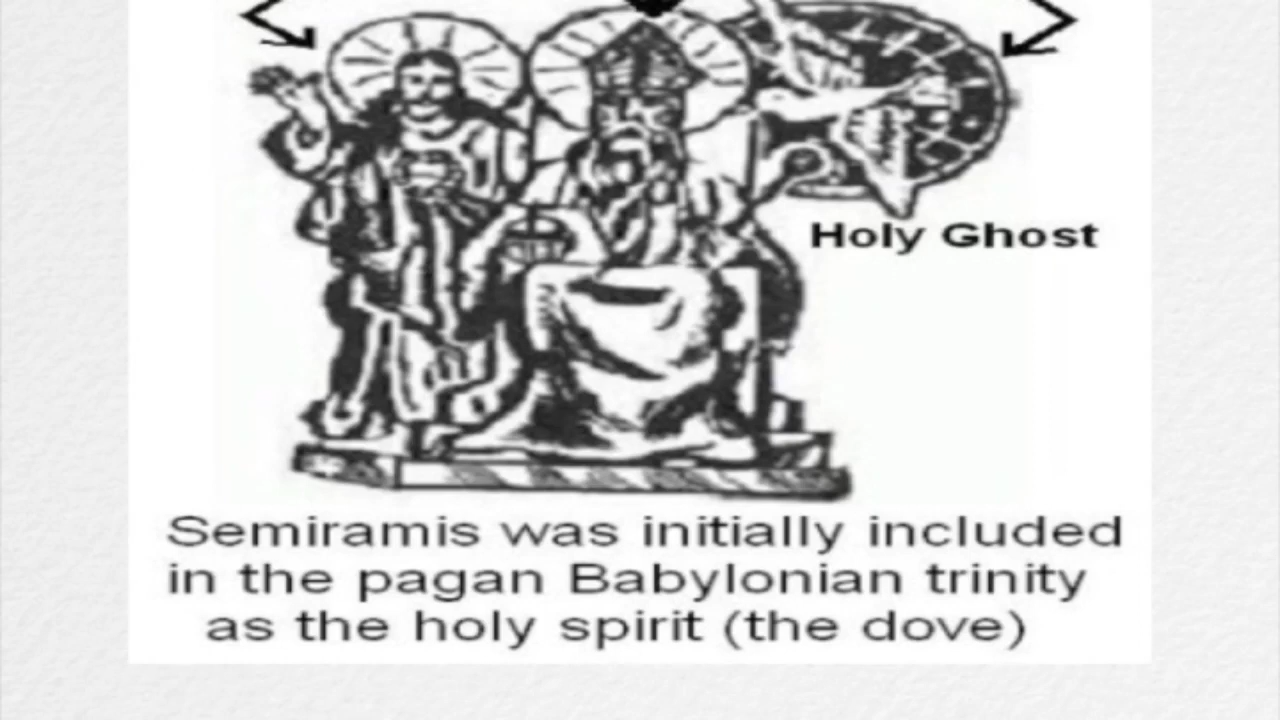 Holy Ghost
Semiramis was initially included
in the pagan Babylonian trinity
as the holy spirit (the dove)